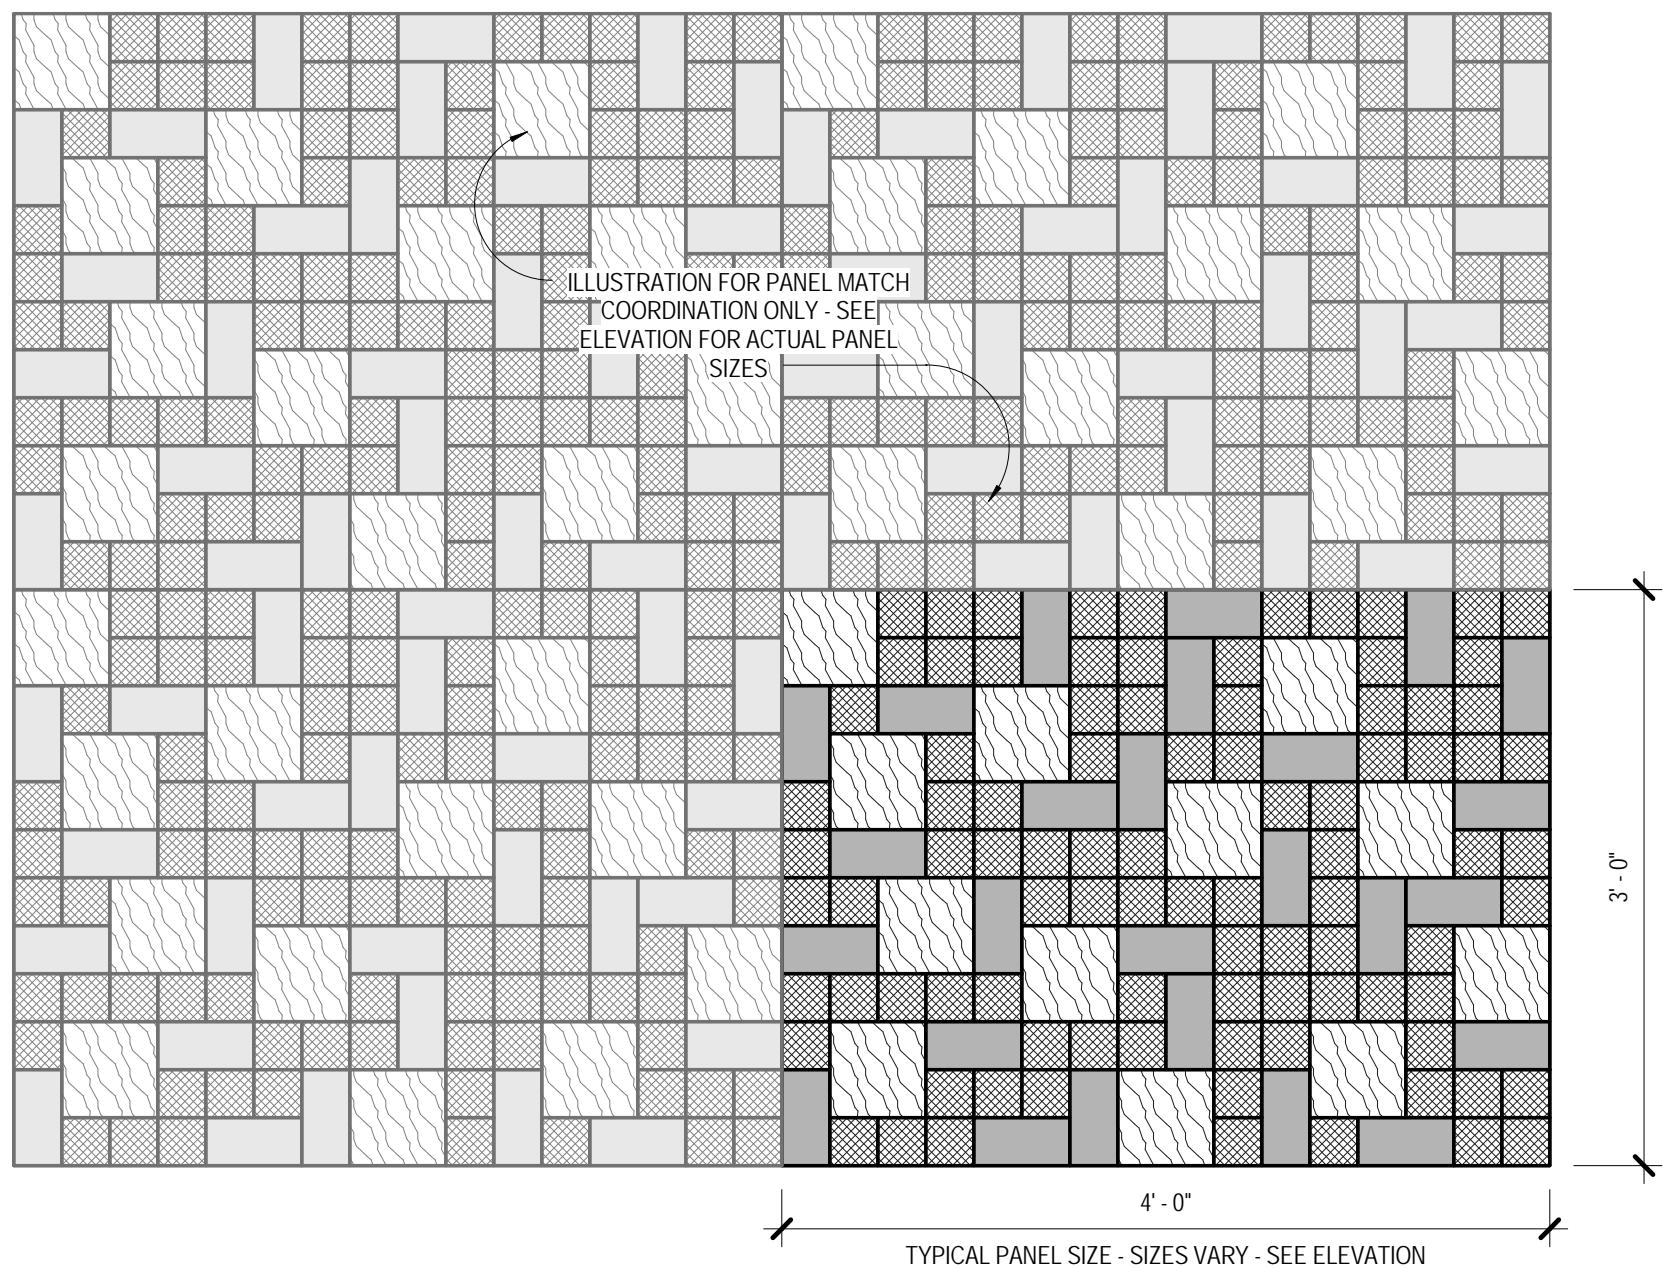 ILLUSTRATION FOR PANEL MATCH
COORDINATION ONLY - SEE
ELEVATION FOR ACTUAL PANEL
SIZES
3' - 0"
4' - 0"
TYPICAL PANEL SIZE - SIZES VARY - SEE ELEVATION